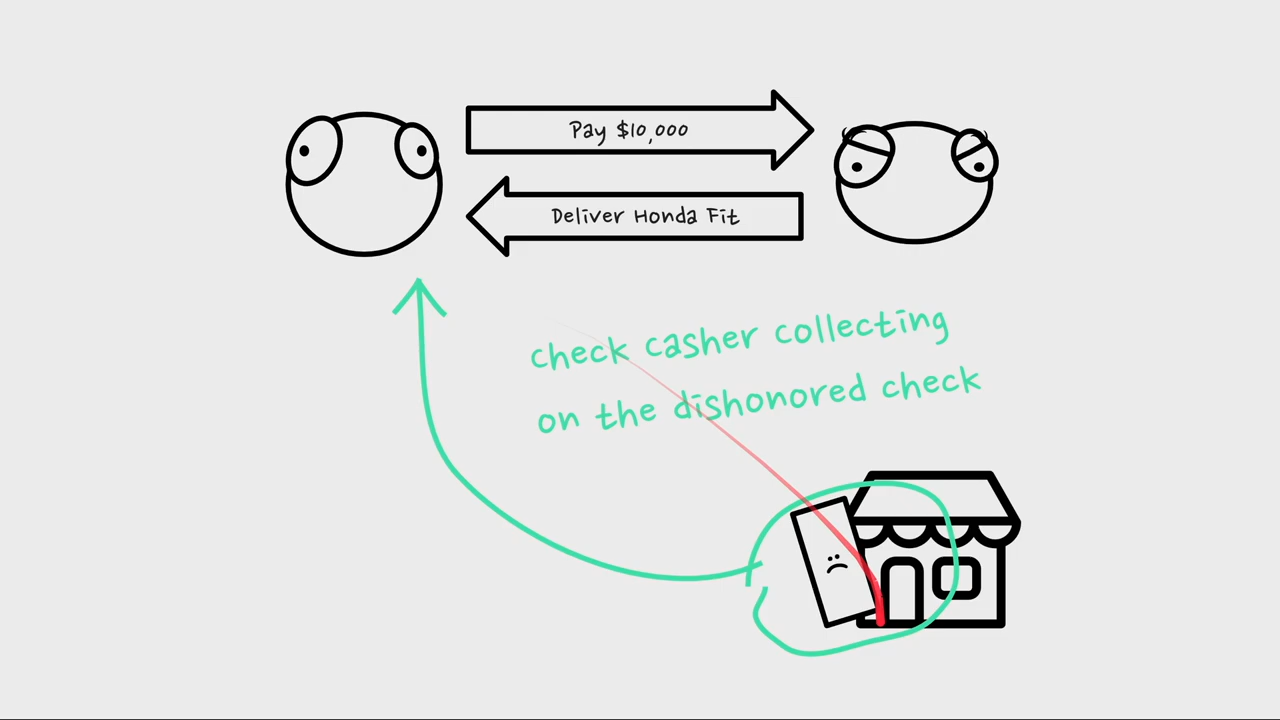 Pay $10,000
Deliver Honda Fit
check casher collecting
on the dishonored check